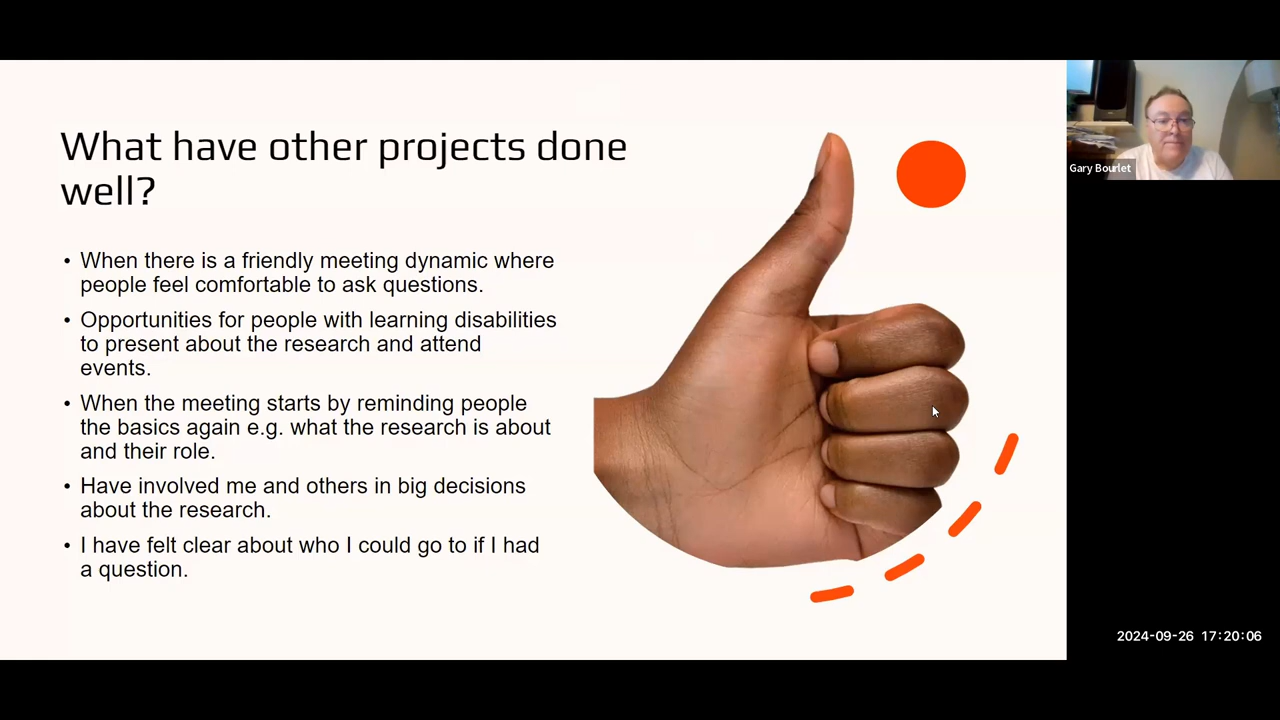 What have other projects done
well?
• When there is a friendly meeting dynamic where
people feel comfortable to ask questions.
• Opportunities for people with learning disabilities
to present about the research and attend
events.
• When the meeting starts by reminding people
the basics again e.g. what the research is about
and their role.
• Have involved me and others in big decisions
about the research.
• I have felt clear about who I could go to if I had
a question.
Gary Bourlet
2024-09-26 17:20:06